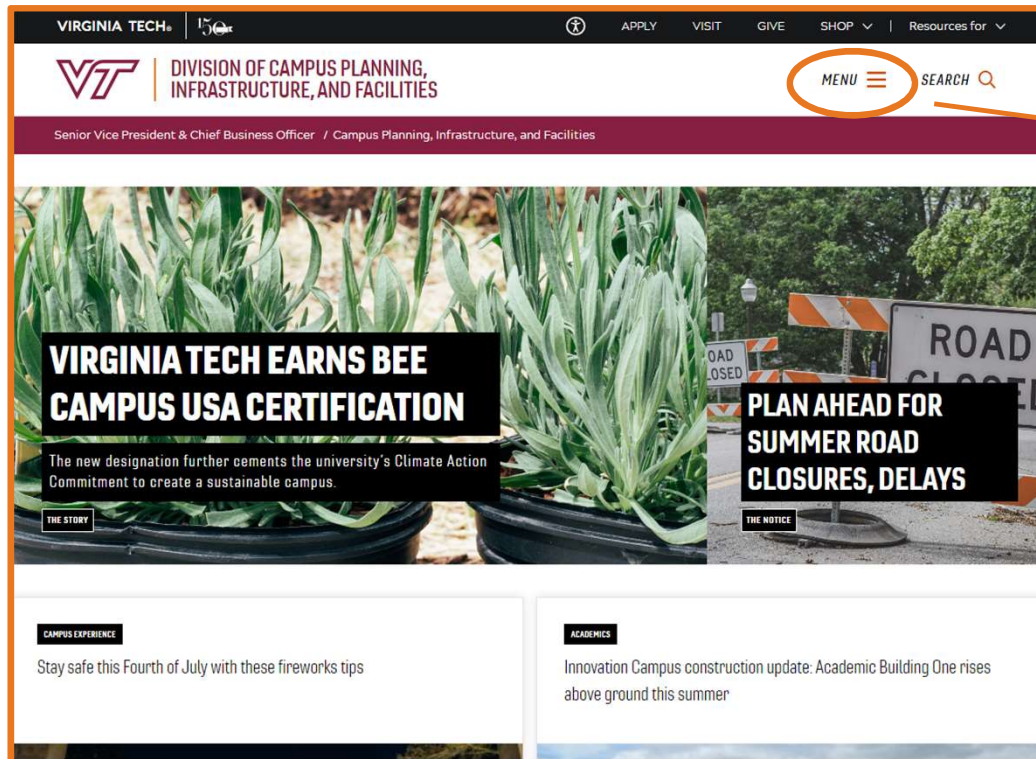 VIRGINIA TECH®
150
APPLY VISIT GIVE SHOP | Resources for
VT
DIVISION OF CAMPUS PLANNING,
INFRASTRUCTURE, AND FACILITIES
MENU SEARCH
Senior Vice President & Chief Business Officer / Campus Planning, Infrastructure, and Facilities
VIRGINIA TECH EARNS BEE
CAMPUS USA CERTIFICATION
The new designation further cements the university's Climate Action
Commitment to create a sustainable campus.
THE STORY
ROAD
CLOSED
OAD
LOSED
PLAN AHEAD FOR
SUMMER ROAD
CLOSURES, DELAYS
THE NOTICE
CAMPUS EXPERIENCE
Stay safe this Fourth of July with these fireworks tips
ACADEMICS
Innovation Campus construction update: Academic Building One rises
above ground this summer